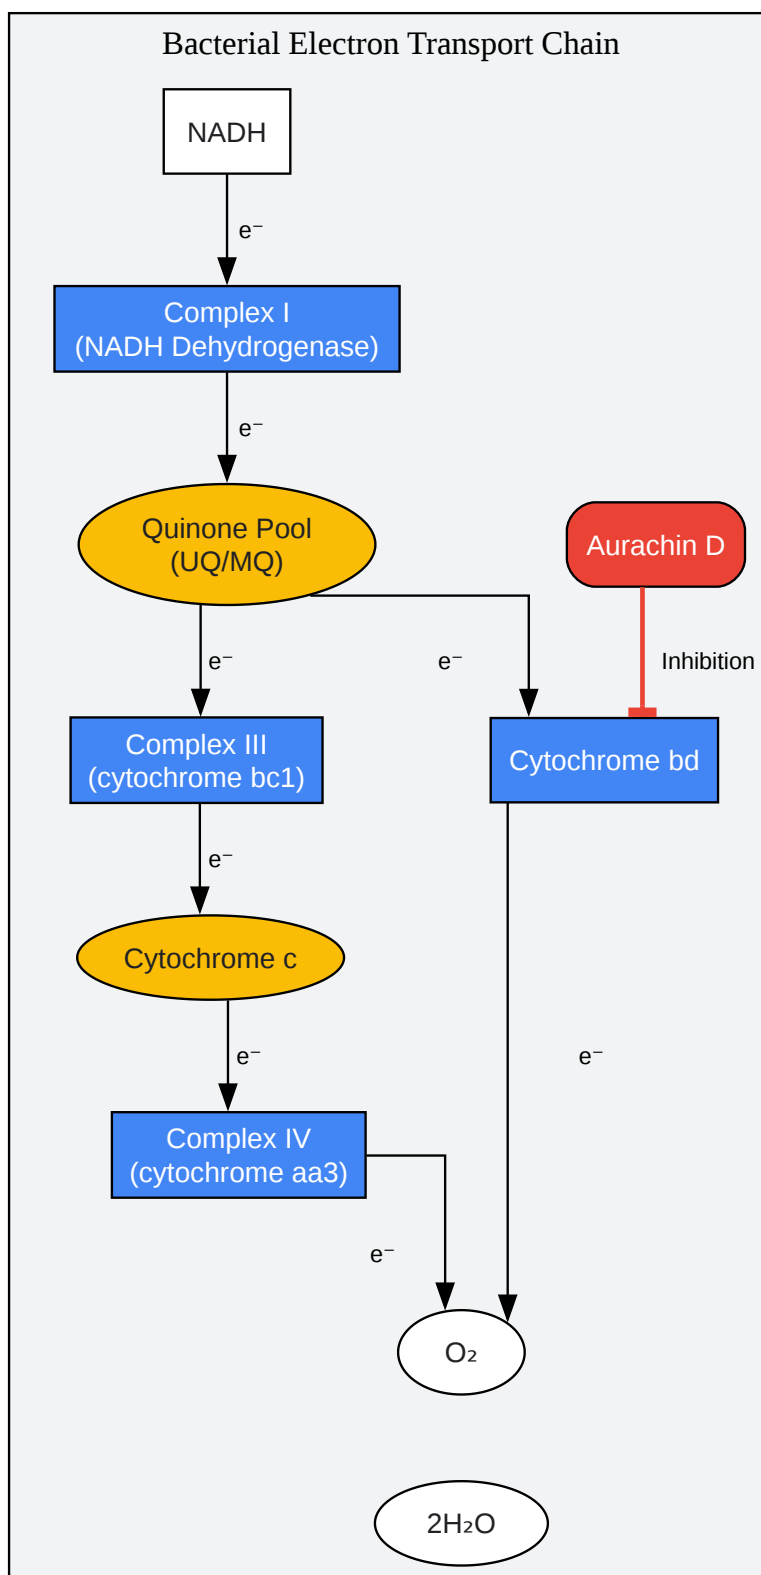 Bacterial Electron Transport Chain
NADH
e⁻
Complex I
(NADH Dehydrogenase)
e⁻
Quinone Pool
(UQ/MQ)
Aurachin D
e⁻
e⁻
Inhibition
Complex III
(cytochrome bc1)
Cytochrome bd
e⁻
Cytochrome c
e⁻
e⁻
Complex IV
(cytochrome aa3)
e⁻
O₂
2H₂O